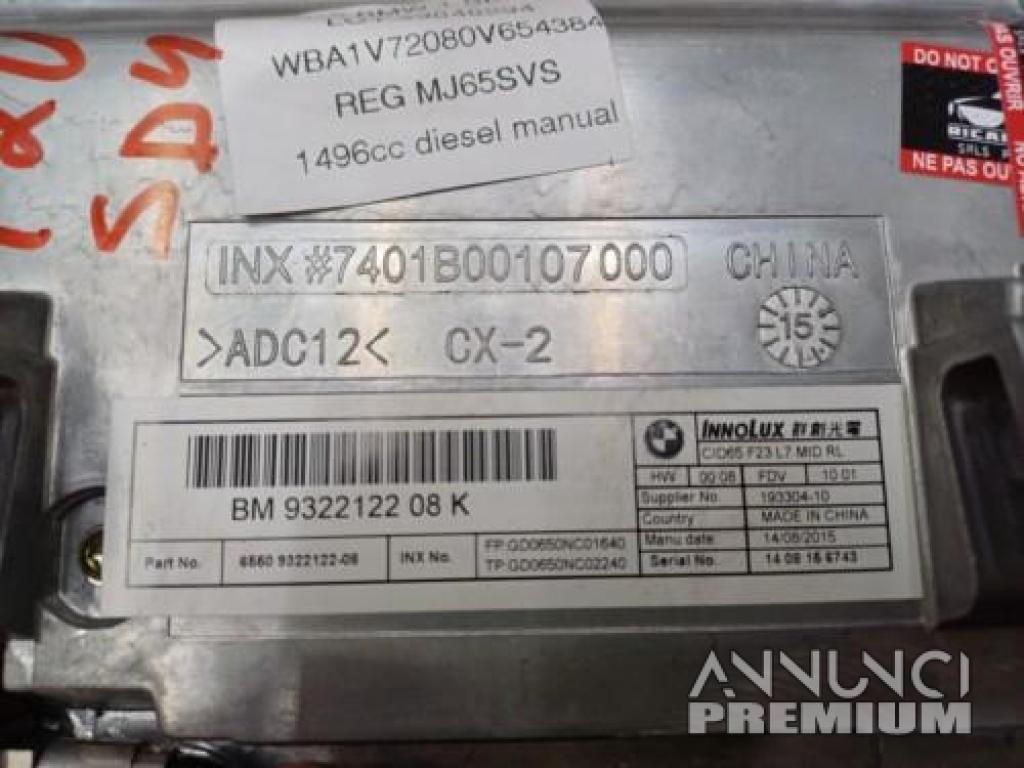 WBA1V72080V654384
REG MJ65SVS
1496cc diesel manual
DO NOT O
NE PAS OU
AS OUVRIR
INX #7401B00107000 CHINA
>ADC12< CX-2
15
INNOLUX 群創光電
CID65 F23 L7 MID RL
HW 00 08 FDV 10 01
Supplier No. 193304-10
Country MADE IN CHINA
Manu date 14/08/2015
Serial No. 14 08 15 6743
BM 9322122 08 K
Part No. 6560 9322122-08 INX No. FP:GD0650NC01640
TP:GD0650NC02240
ANNUNCI
PREMIUM